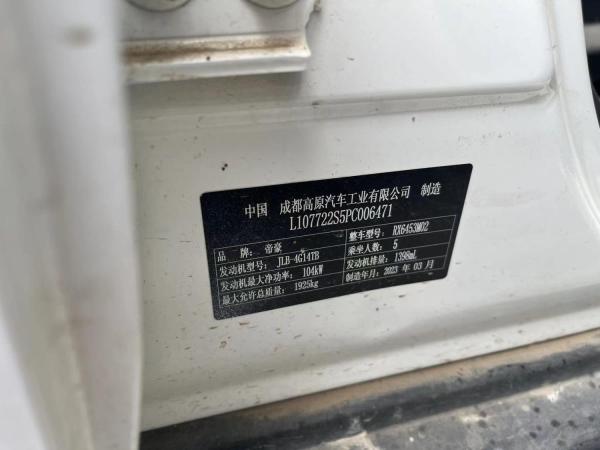 中国 成都高原汽车工业有限公司 制造
L107722S5PC006471
品 牌: 帝豪 整车型号: RX6453M02
发动机型号: JLB-4G14TB 乘坐人数: 5
发动机最大净功率: 104kW 发动机排量: 1398mL
最大允许总质量: 1925kg 制造年月: 2023 年 03 月